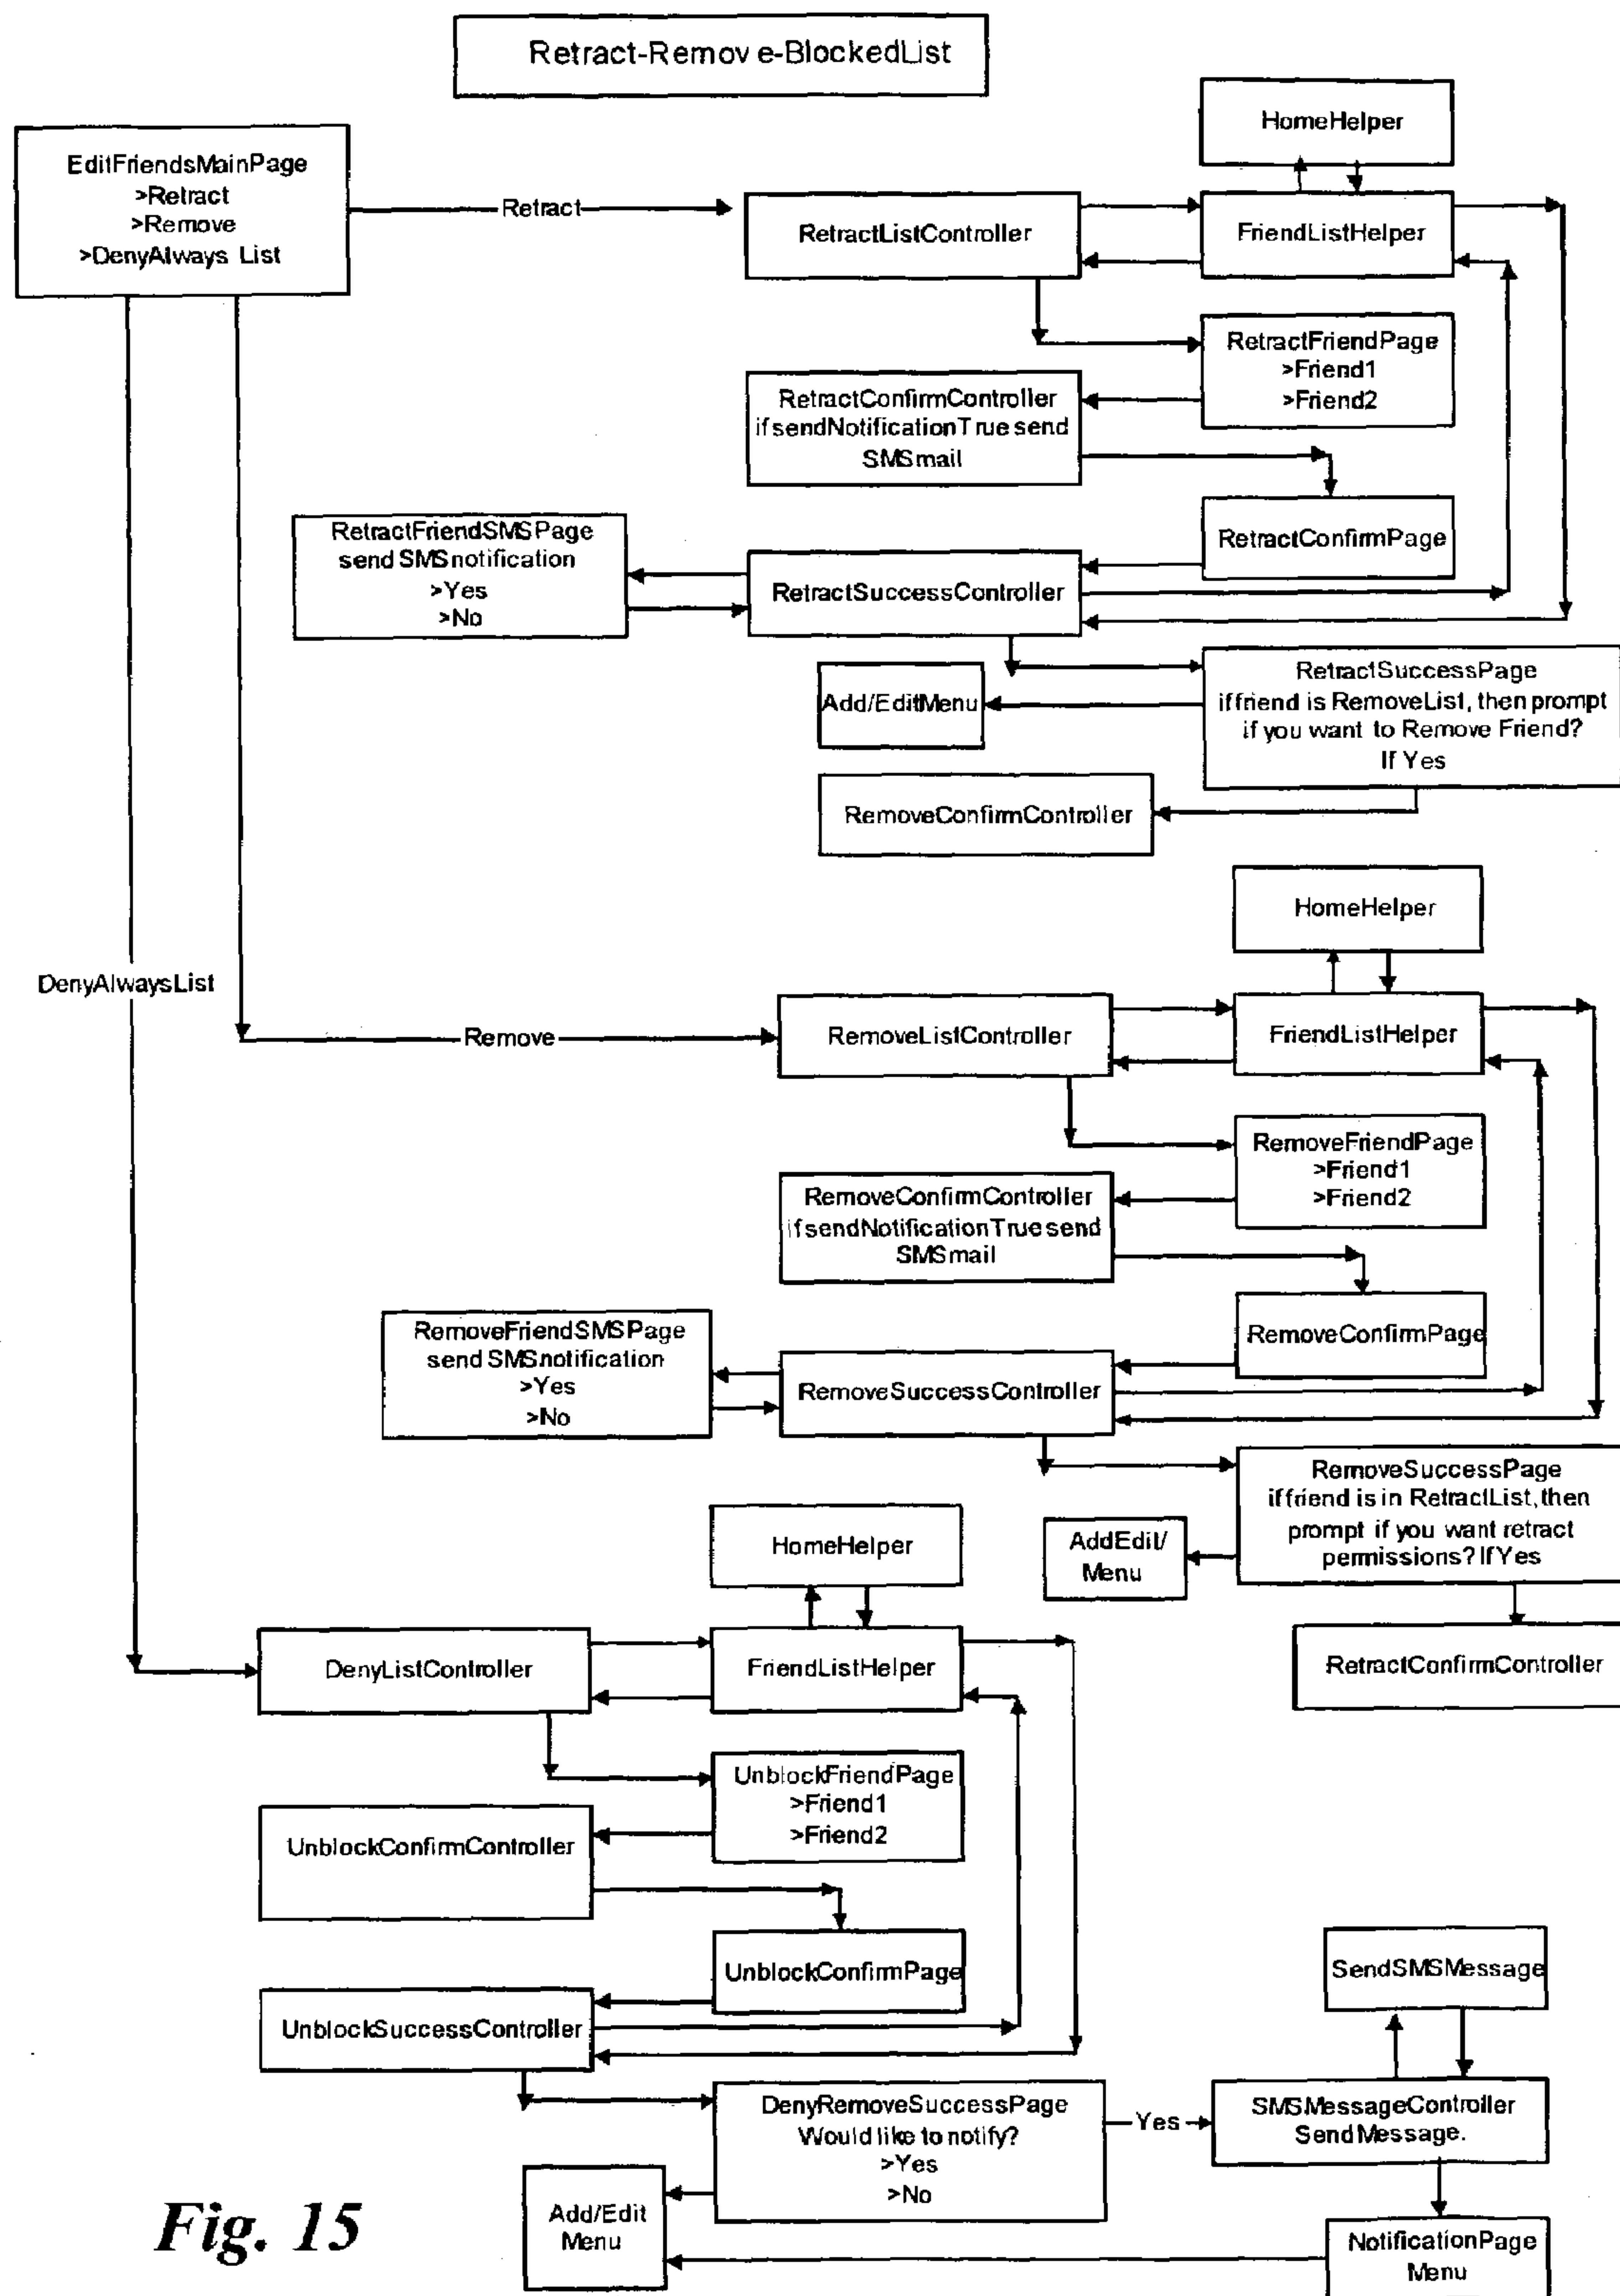 Retract-Remove-BlockedList
HomeHelper
EditFriendsMainPage
>Retract
>Remove
>DenyAlways List
Retract
RetractListController
FriendListHelper
RetractFriendPage
>Friend1
>Friend2
RetractConfirmController
if sendNotificationTrue send
SMSmail
RetractConfirmPage
RetractFriendSMSPage
send SMSnotification
>Yes
>No
RetractSuccessController
RetractSuccessPage
if friend is RemoveList, then prompt
if you want to Remove Friend?
If Yes
Add/EditMenu
RemoveConfirmController
HomeHelper
DenyAlwaysList
Remove
RemoveListController
FriendListHelper
RemoveFriendPage
>Friend1
>Friend2
RemoveConfirmController
if sendNotificationTrue send
SMSmail
RemoveConfirmPage
RemoveFriendSMSPage
send SMSnotification
>Yes
>No
RemoveSuccessController
RemoveSuccessPage
if friend is in RetractList, then
prompt if you want retract
permissions? If Yes
AddEdit/
Menu
RetractConfirmController
HomeHelper
DenyListController
FriendListHelper
UnblockFriendPage
>Friend1
>Friend2
UnblockConfirmController
UnblockConfirmPage
UnblockSuccessController
SendSMSMessage
DenyRemoveSuccessPage
Would like to notify?
>Yes
>No
Yes
SMSMessageController
SendMessage.
Add/Edit
Menu
NotificationPage
Menu
Fig. 15